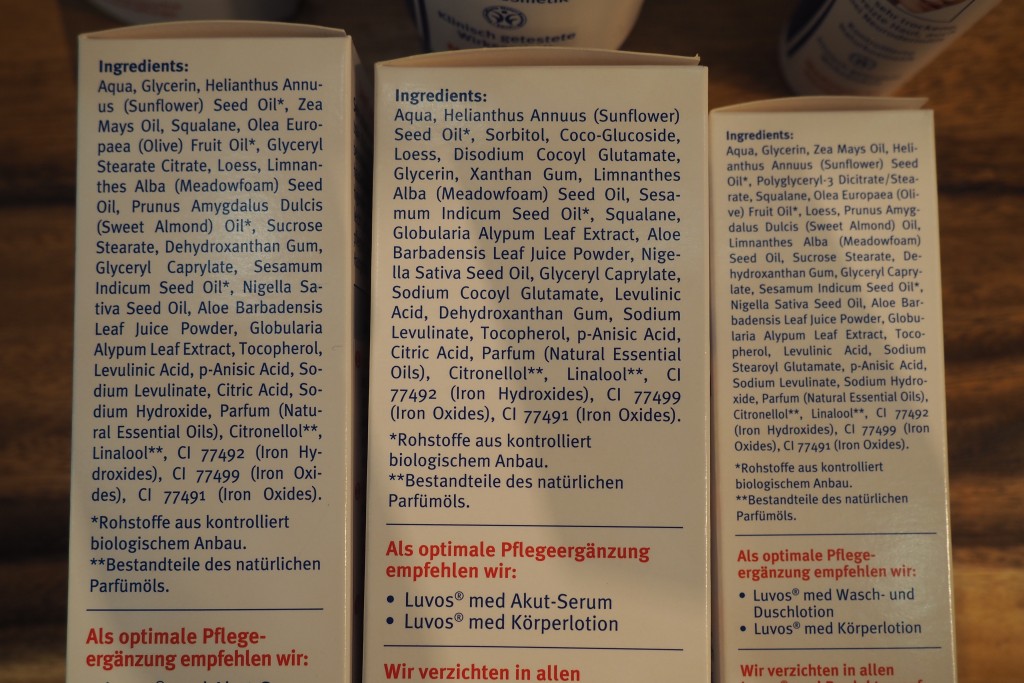 Klinisch getestete
Ingredients:
Aqua, Glycerin, Helianthus Annu-
us (Sunflower) Seed Oil*, Zea
Mays Oil, Squalane, Olea Euro-
paea (Olive) Fruit Oil*, Glyceryl
Stearate Citrate, Loess, Limnan-
thes Alba (Meadowfoam) Seed
Oil, Prunus Amygdalus Dulcis
(Sweet Almond) Oil*, Sucrose
Stearate, Dehydroxanthan Gum,
Glyceryl Caprylate, Sesamum
Indicum Seed Oil*, Nigella Sa-
tiva Seed Oil, Aloe Barbadensis
Leaf Juice Powder, Globularia
Alypum Leaf Extract, Tocopherol,
Levulinic Acid, p-Anisic Acid, So-
dium Levulinate, Citric Acid, So-
dium Hydroxide, Parfum (Natu-
ral Essential Oils), Citronellol**,
Linalool**, CI 77492 (Iron Hy-
droxides), CI 77499 (Iron Oxi-
des), CI 77491 (Iron Oxides).
*Rohstoffe aus kontrolliert
biologischem Anbau.
**Bestandteile des natürlichen
Parfümöls.
Als optimale Pflege-
ergänzung empfehlen wir:
Ingredients:
Aqua, Helianthus Annuus (Sunflower)
Seed Oil*, Sorbitol, Coco-Glucoside,
Loess, Disodium Cocoyl Glutamate,
Glycerin, Xanthan Gum, Limnanthes
Alba (Meadowfoam) Seed Oil, Sesa-
mum Indicum Seed Oil*, Squalane,
Globularia Alypum Leaf Extract, Aloe
Barbadensis Leaf Juice Powder, Nige-
lla Sativa Seed Oil, Glyceryl Caprylate,
Sodium Cocoyl Glutamate, Levulinic
Acid, Dehydroxanthan Gum, Sodium
Levulinate, Tocopherol, p-Anisic Acid,
Citric Acid, Parfum (Natural Essential
Oils), Citronellol**, Linalool**, CI
77492 (Iron Hydroxides), CI 77499
(Iron Oxides), CI 77491 (Iron Oxides).
*Rohstoffe aus kontrolliert
biologischem Anbau.
**Bestandteile des natürlichen
Parfümöls.
Als optimale Pflegeergänzung
empfehlen wir:
• Luvos® med Akut-Serum
• Luvos® med Körperlotion
Wir verzichten in allen
Ingredients:
Aqua, Glycerin, Zea Mays Oil, Heli-
anthus Annuus (Sunflower) Seed
Oil*, Polyglyceryl-3 Dicitrate/Stea-
rate, Squalane, Olea Europaea (Oli-
ve) Fruit Oil*, Loess, Prunus Amyg-
dalus Dulcis (Sweet Almond) Oil,
Limnanthes Alba (Meadowfoam)
Seed Oil, Sucrose Stearate, De-
hydroxanthan Gum, Glyceryl Capry-
late, Sesamum Indicum Seed Oil*,
Nigella Sativa Seed Oil, Aloe Bar-
badensis Leaf Juice Powder, Globu-
laria Alypum Leaf Extract, Toco-
pherol, Levulinic Acid, Sodium
Stearoyl Glutamate, p-Anisic Acid,
Sodium Levulinate, Sodium Hydro-
xide, Parfum (Natural Essential Oils),
Citronellol**, Linalool**, CI 77492
(Iron Hydroxides), CI 77499 (Iron
Oxides), CI 77491 (Iron Oxides).
*Rohstoffe aus kontrolliert
biologischem Anbau.
**Bestandteile des natürlichen
Parfümöls.
Als optimale Pflege-
ergänzung empfehlen wir:
• Luvos® med Wasch- und
Duschlotion
• Luvos® med Körperlotion
Wir verzichten in allen